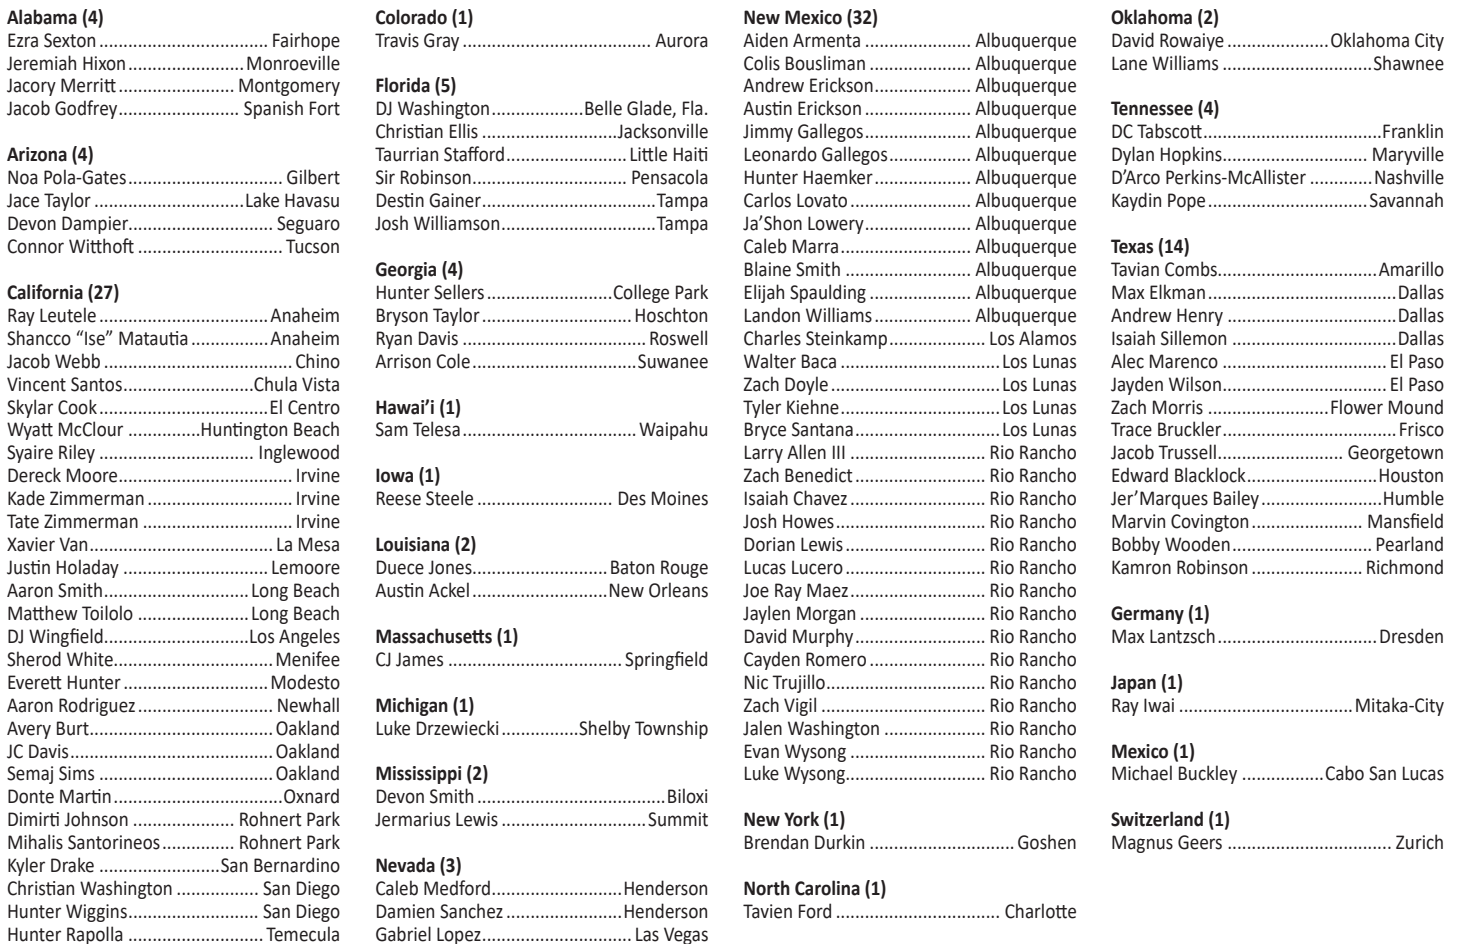 Alabama (4)
Ezra Sexton ................................. Fairhope
Jeremiah Hixon ....................... Monroeville
Jacory Merritt ........................ Montgomery
Jacob Godfrey ........................ Spanish Fort
Arizona (4)
Noa Pola-Gates ............................... Gilbert
Jace Taylor ............................... Lake Havasu
Devon Dampier ............................. Seguaro
Connor Witthoft ............................. Tucson
California (27)
Ray Leutele .................................. Anaheim
Shancco “Ise” Matautia ................ Anaheim
Jacob Webb ....................................... Chino
Vincent Santos .......................... Chula Vista
Skylar Cook .................................. El Centro
Wyatt McClour .............. Huntington Beach
Syaire Riley ............................... Inglewood
Dereck Moore ................................... Irvine
Kade Zimmerman ............................. Irvine
Tate Zimmerman .............................. Irvine
Xavier Van ..................................... La Mesa
Justin Holaday .............................. Lemoore
Aaron Smith ............................. Long Beach
Matthew Toilolo ...................... Long Beach
DJ Wingfield ............................. Los Angeles
Sherod White ................................ Menifee
Everett Hunter ............................. Modesto
Aaron Rodriguez ........................... Newhall
Avery Burt ..................................... Oakland
JC Davis ......................................... Oakland
Semaj Sims ................................... Oakland
Donte Martin .................................. Oxnard
Dimirti Johnson .................... Rohnert Park
Mihalis Santorineos .............. Rohnert Park
Kyler Drake ........................ San Bernardino
Christian Washington ................ San Diego
Hunter Wiggins .......................... San Diego
Hunter Rapolla ........................... Temecula
Colorado (1)
Travis Gray ..................................... Aurora
Florida (5)
DJ Washington .................. Belle Glade, Fla.
Christian Ellis ........................... Jacksonville
Taurrian Stafford ........................ Little Haiti
Sir Robinson ............................... Pensacola
Destin Gainer .................................. Tampa
Josh Williamson ............................... Tampa
Georgia (4)
Hunter Sellers ......................... College Park
Bryson Taylor .............................. Hoschton
Ryan Davis .................................... Roswell
Arrison Cole ................................. Suwanee
Hawai’i (1)
Sam Telesa .................................. Waipahu
Iowa (1)
Reese Steele ........................... Des Moines
Louisiana (2)
Duece Jones ........................... Baton Rouge
Austin Ackel ........................... New Orleans
Massachusetts (1)
CJ James .................................. Springfield
Michigan (1)
Luke Drzewiecki ............... Shelby Township
Mississippi (2)
Devon Smith ..................................... Biloxi
Jermarius Lewis ............................. Summit
Nevada (3)
Caleb Medford .......................... Henderson
Damien Sanchez ....................... Henderson
Gabriel Lopez ............................. Las Vegas
New Mexico (32)
Aiden Armenta ..................... Albuquerque
Colis Bousliman .................... Albuquerque
Andrew Erickson ................... Albuquerque
Austin Erickson ..................... Albuquerque
Jimmy Gallegos ..................... Albuquerque
Leonardo Gallegos ................ Albuquerque
Hunter Haemker ................... Albuquerque
Carlos Lovato ........................ Albuquerque
Ja’Shon Lowery ..................... Albuquerque
Caleb Marra .......................... Albuquerque
Blaine Smith ......................... Albuquerque
Elijah Spaulding .................... Albuquerque
Landon Williams ................... Albuquerque
Charles Steinkamp .................. Los Alamos
Walter Baca ................................ Los Lunas
Zach Doyle ................................. Los Lunas
Tyler Kiehne ............................... Los Lunas
Bryce Santana ............................ Los Lunas
Larry Allen III ............................ Rio Rancho
Zach Benedict .......................... Rio Rancho
Isaiah Chavez ........................... Rio Rancho
Josh Howes .............................. Rio Rancho
Dorian Lewis ............................ Rio Rancho
Lucas Lucero ............................ Rio Rancho
Joe Ray Maez ........................... Rio Rancho
Jaylen Morgan ......................... Rio Rancho
David Murphy .......................... Rio Rancho
Cayden Romero ....................... Rio Rancho
Nic Trujillo ................................ Rio Rancho
Zach Vigil ................................. Rio Rancho
Jalen Washington ..................... Rio Rancho
Evan Wysong ........................... Rio Rancho
Luke Wysong ............................ Rio Rancho
New York (1)
Brendan Durkin ............................ Goshen
North Carolina (1)
Tavien Ford ................................ Charlotte
Oklahoma (2)
David Rowaiye .................... Oklahoma City
Lane Williams .............................. Shawnee
Tennessee (4)
DC Tabscott ................................... Franklin
Dylan Hopkins ............................ Maryville
D’Arco Perkins-McAllister ............ Nashville
Kaydin Pope ............................... Savannah
Texas (14)
Tavian Combs ............................... Amarillo
Max Elkman ..................................... Dallas
Andrew Henry ................................. Dallas
Isaiah Sillemon ................................ Dallas
Alec Marenco ................................ El Paso
Jayden Wilson ................................ El Paso
Zach Morris ........................ Flower Mound
Trace Bruckler .................................. Frisco
Jacob Trussell ......................... Georgetown
Edward Blacklock .......................... Houston
Jer’Marques Bailey ........................ Humble
Marvin Covington ...................... Mansfield
Bobby Wooden ............................ Pearland
Kamron Robinson ...................... Richmond
Germany (1)
Max Lantzsch ............................... Dresden
Japan (1)
Ray Iwai .................................. Mitaka-City
Mexico (1)
Michael Buckley ................ Cabo San Lucas
Switzerland (1)
Magnus Geers ................................ Zurich